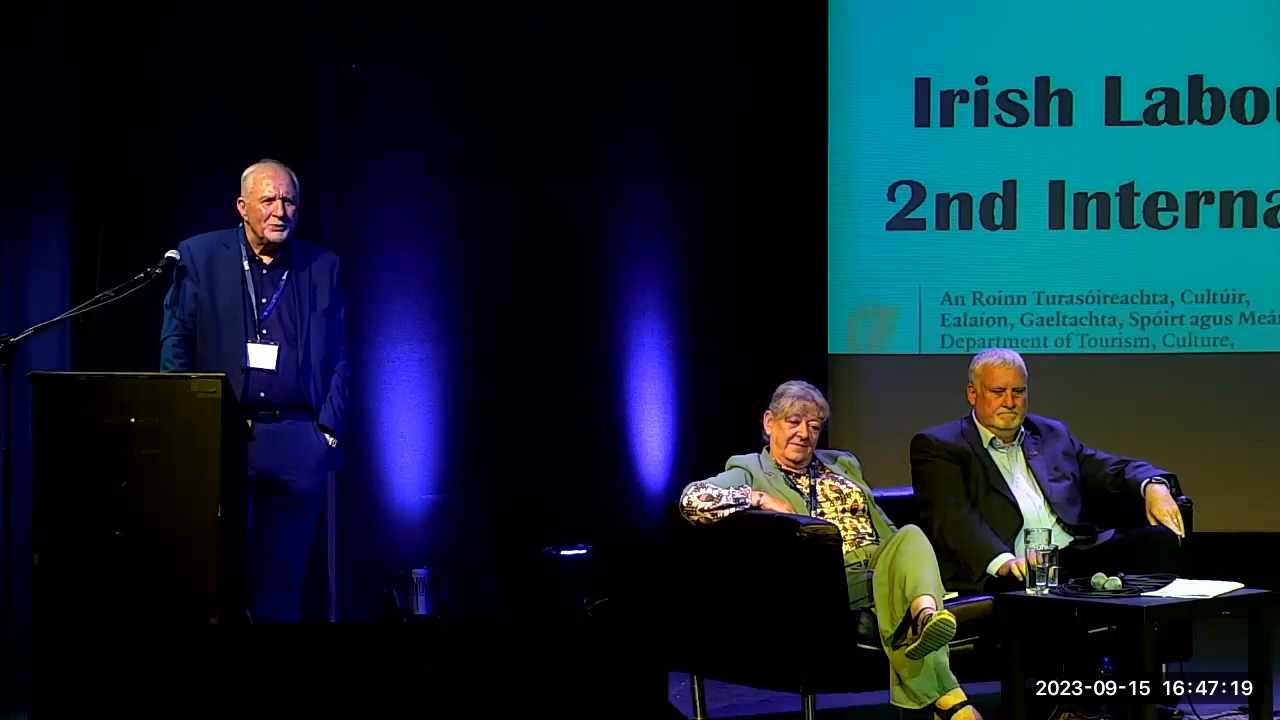 Irish Labo
2nd Interna
An Roinn Turasóireachta, Cultúir,
Ealaíon, Gaeltachta, Spóirt agus Meá
Department of Tourism, Culture,
2023-09-15 16:47:19